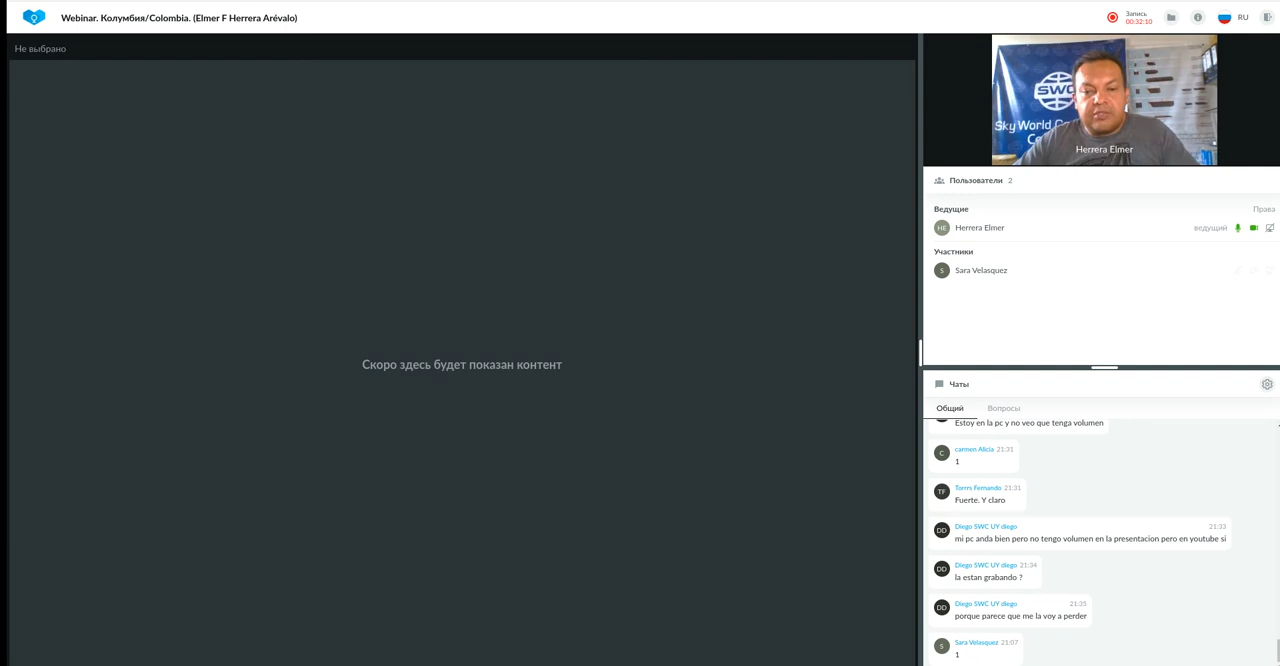 Webinar. Колумбия/Colombia. (Elmer F Herrera Arévalo)
Запись
00:32:10
RU
Не выбрано
SWC
Sky World
Herrera Elmer
Пользователи 2
Ведущие Права
HE Herrera Elmer ведущий
Участники
S Sara Velasquez
Скоро здесь будет показан контент
Чаты
Общий Вопросы
Estoy en la pc y no veo que tenga volumen
C carmen Alicia 21:31
1
TF Torrrs Fernando 21:31
Fuerte. Y claro
DD Diego SWC UY diego 21:33
mi pc anda bien pero no tengo volumen en la presentacion pero en youtube si
DD Diego SWC UY diego 21:34
la estan grabando ?
DD Diego SWC UY diego 21:35
porque parece que me la voy a perder
S Sara Velasquez 21:07
1